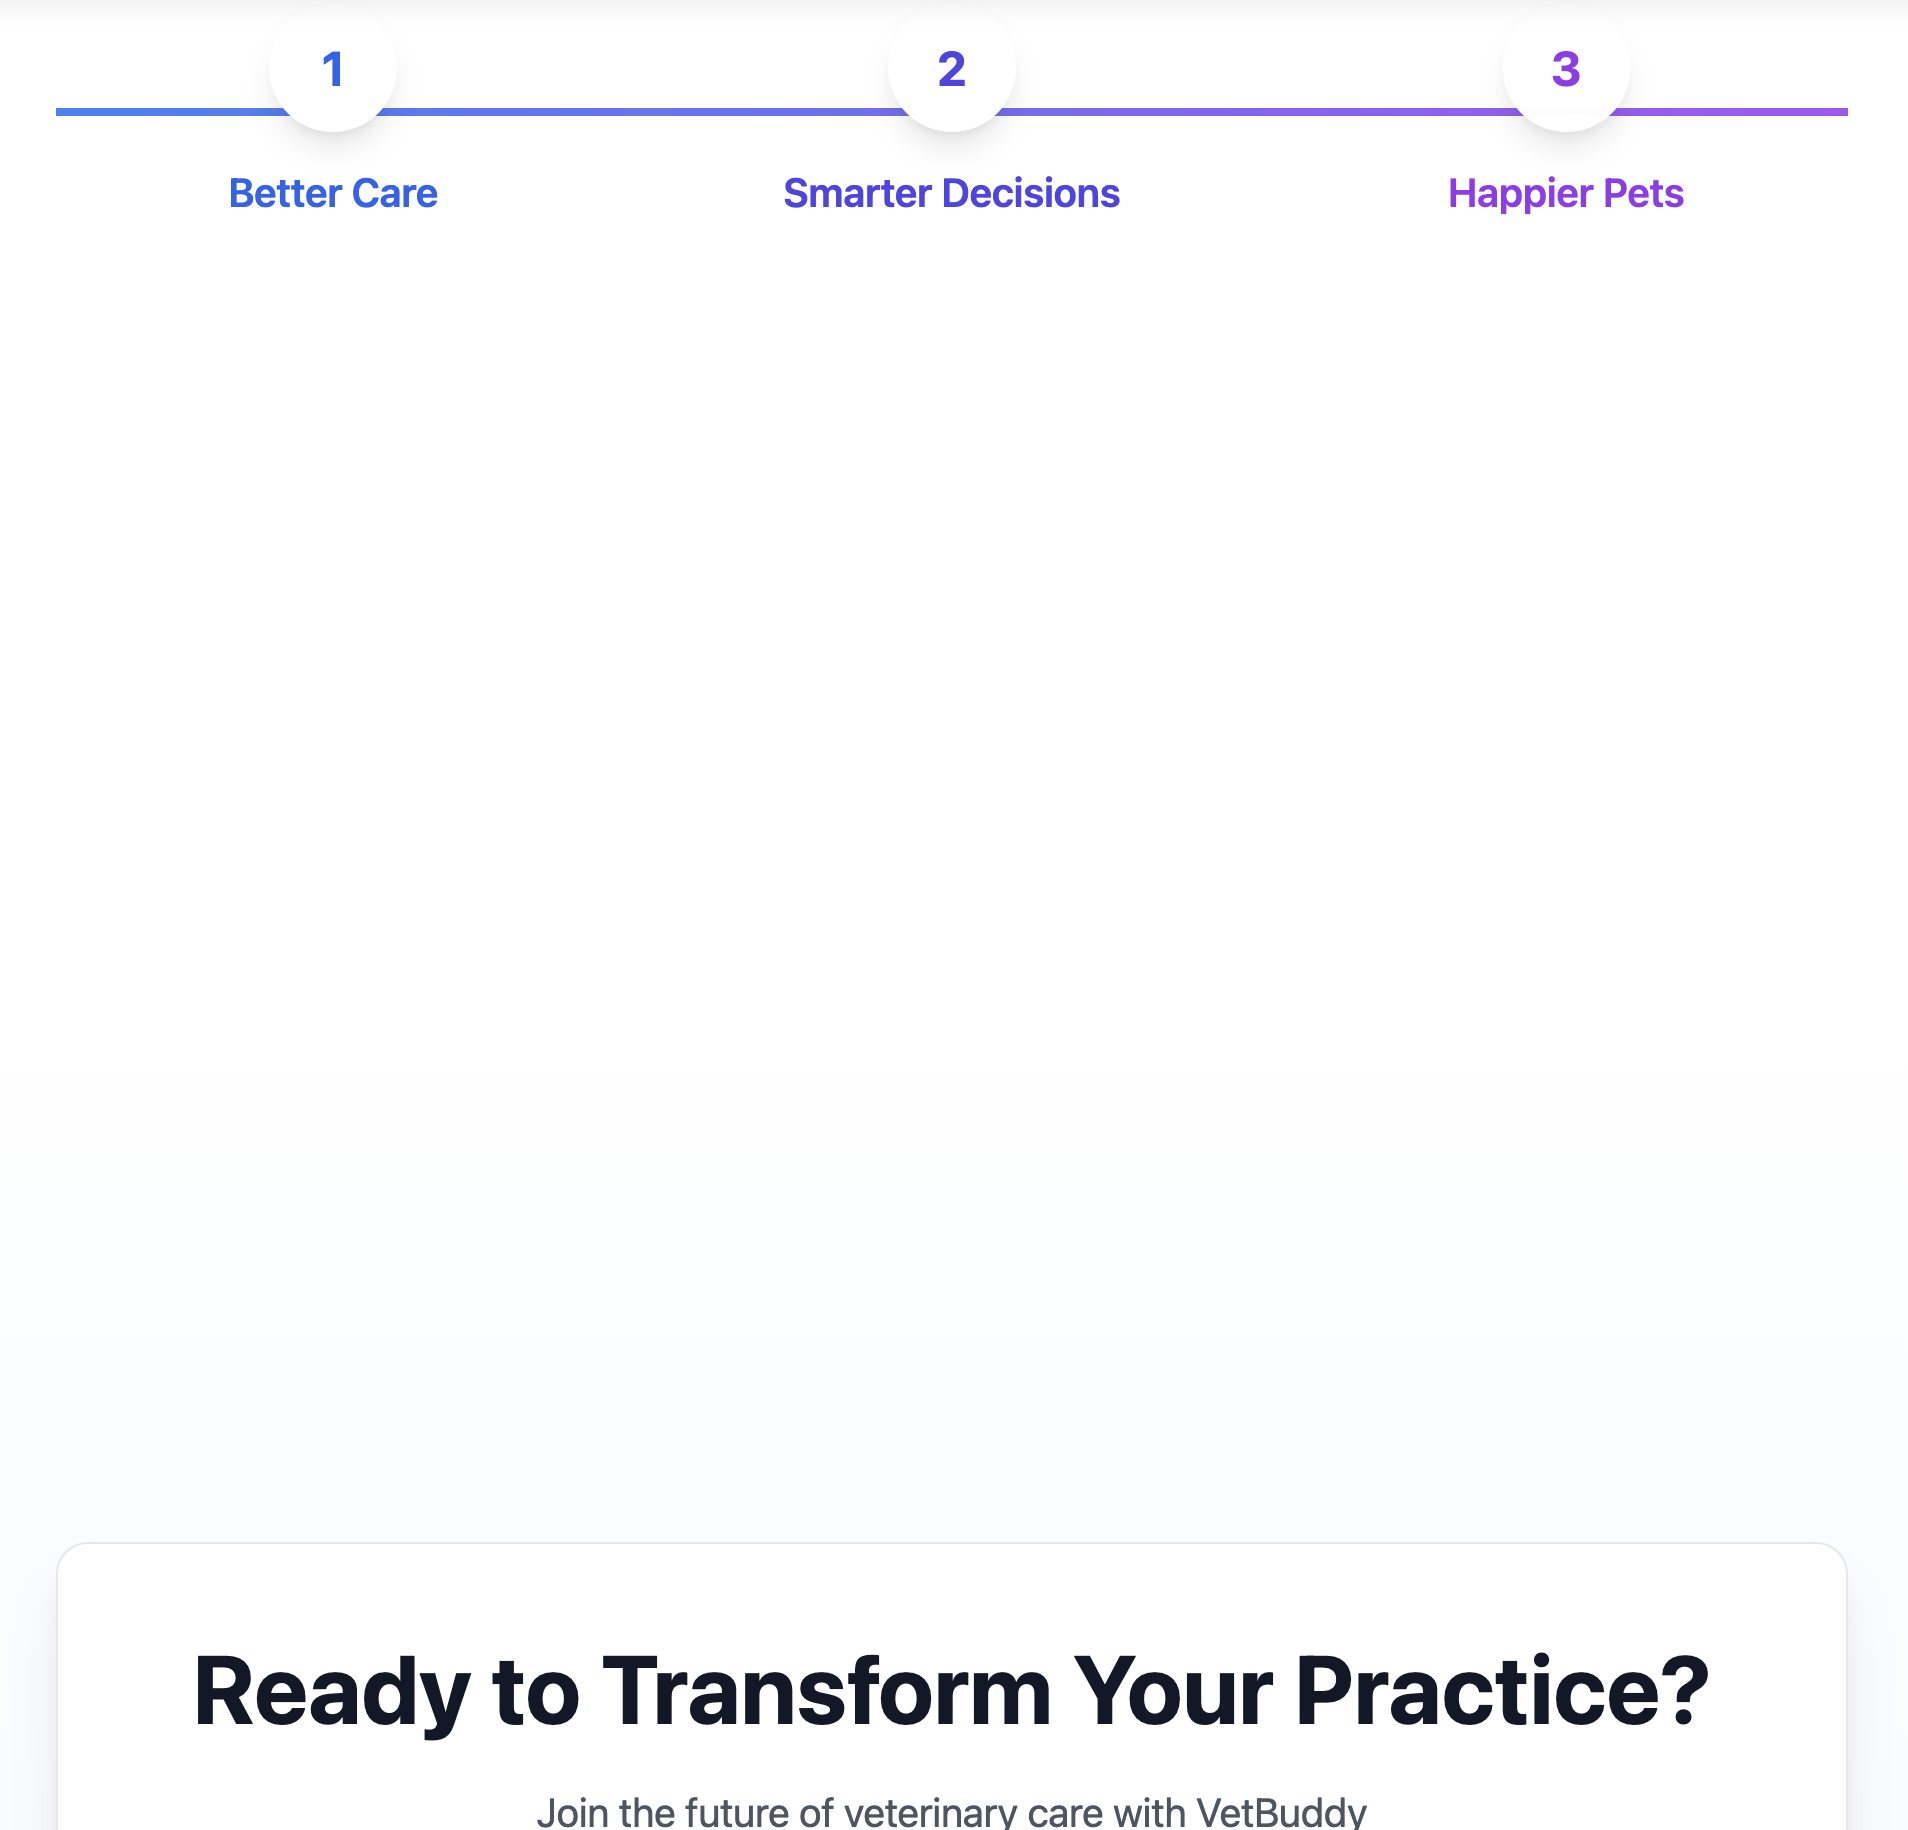 1
2
3
Better Care
Smarter Decisions
Happier Pets
Ready to Transform Your Practice?
Join the future of veterinary care with VetBuddy